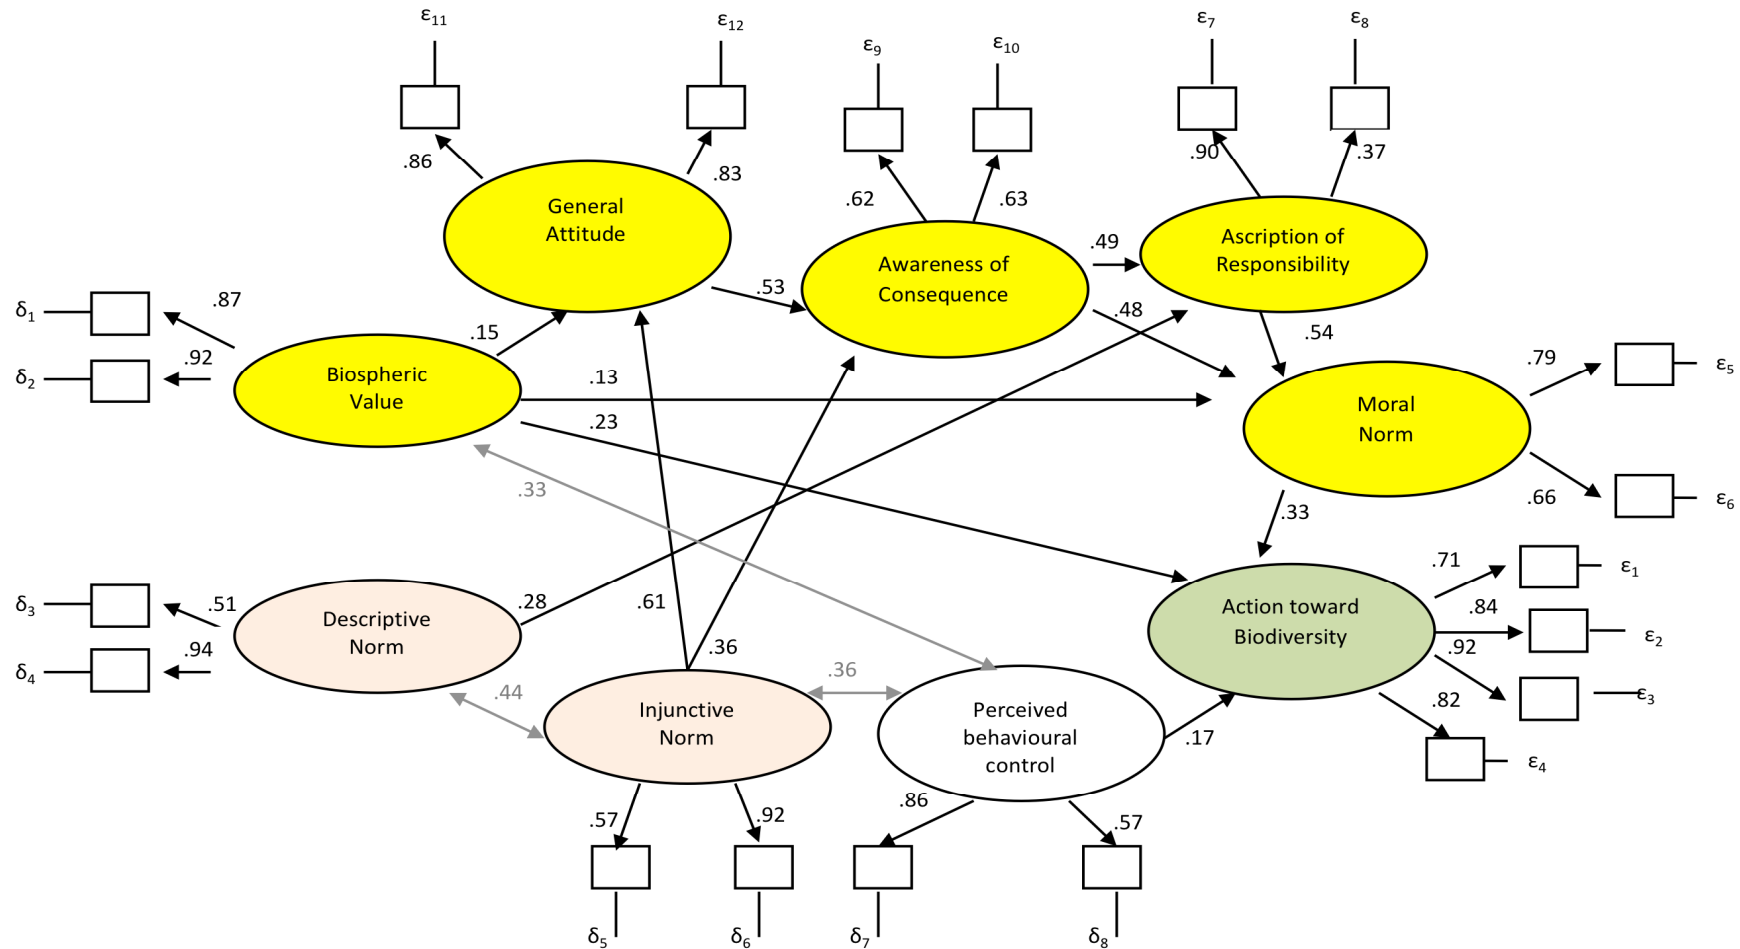 ε11
ε12
ε9
ε10
ε7
ε8
.86
.83
.62
.63
.90
.37
General
Attitude
Awareness of
Consequence
Ascription of
Responsibility
.49
.53
.48
.54
δ1
.87
.15
δ2
.92
Biospheric
Value
.13
.23
.33
Moral
Norm
.79
ε5
.66
ε6
.33
δ3
.51
δ4
.94
Descriptive
Norm
.28
.61
.36
.44
.36
Injunctive
Norm
Perceived
behavioural
control
.17
Action toward
Biodiversity
.71
ε1
.84
ε2
.92
ε3
.82
ε4
.57
.92
.86
.57
δ5
δ6
δ7
δ8